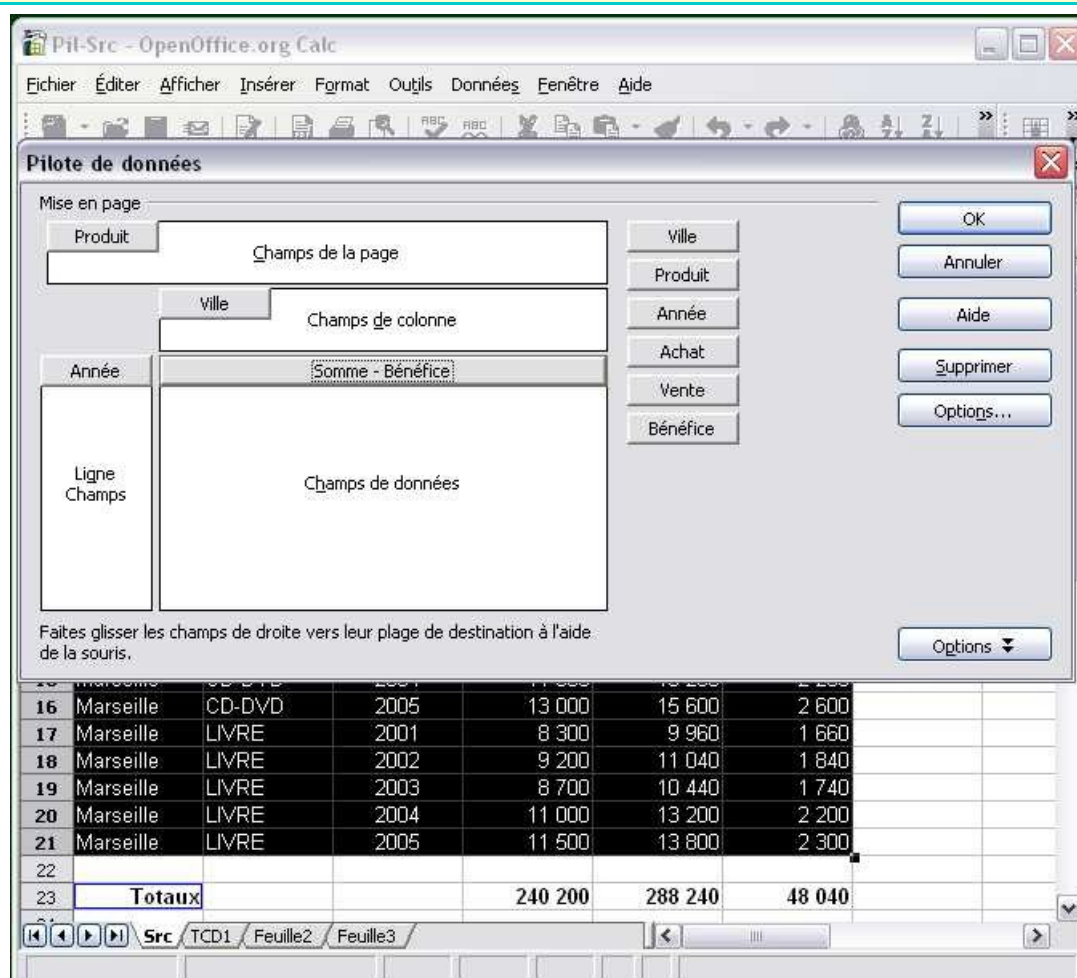 Pil-Src - OpenOffice.org Calc
Fichier Éditer Afficher Insérer Format Outils Données Fenêtre Aide
Pilote de données
Mise en page
Produit
Champs de la page
Ville
Champs de colonne
Année
Somme - Bénéfice
Ligne
Champs
Champs de données
Ville
Produit
Année
Achat
Vente
Bénéfice
OK
Annuler
Aide
Supprimer
Options...
Faites glisser les champs de droite vers leur plage de destination à l'aide
de la souris.
Options
16 Marseille CD-DVD 2005 13 000 15 600 2 600
17 Marseille LIVRE 2001 8 300 9 960 1 660
18 Marseille LIVRE 2002 9 200 11 040 1 840
19 Marseille LIVRE 2003 8 700 10 440 1 740
20 Marseille LIVRE 2004 11 000 13 200 2 200
21 Marseille LIVRE 2005 11 500 13 800 2 300
22
23 Totaux 240 200 288 240 48 040
Src TCD1 Feuille2 Feuille3